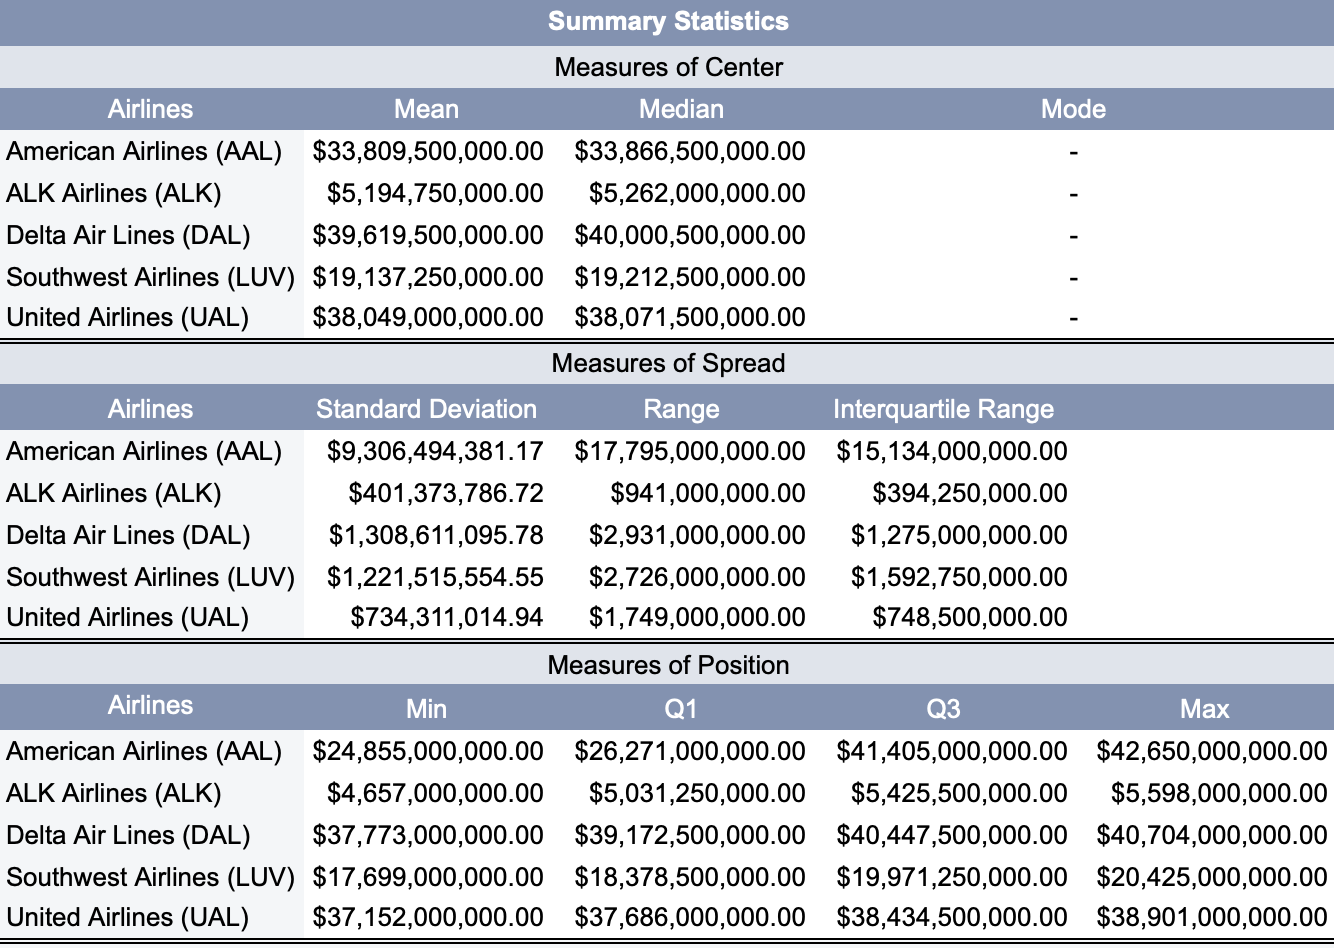 Summary Statistics
Measures of Center
Airlines Mean Median Mode
American Airlines (AAL) $33,809,500,000.00 $33,866,500,000.00 -
ALK Airlines (ALK) $5,194,750,000.00 $5,262,000,000.00 -
Delta Air Lines (DAL) $39,619,500,000.00 $40,000,500,000.00 -
Southwest Airlines (LUV) $19,137,250,000.00 $19,212,500,000.00 -
United Airlines (UAL) $38,049,000,000.00 $38,071,500,000.00 -
Measures of Spread
Airlines Standard Deviation Range Interquartile Range
American Airlines (AAL) $9,306,494,381.17 $17,795,000,000.00 $15,134,000,000.00
ALK Airlines (ALK) $401,373,786.72 $941,000,000.00 $394,250,000.00
Delta Air Lines (DAL) $1,308,611,095.78 $2,931,000,000.00 $1,275,000,000.00
Southwest Airlines (LUV) $1,221,515,554.55 $2,726,000,000.00 $1,592,750,000.00
United Airlines (UAL) $734,311,014.94 $1,749,000,000.00 $748,500,000.00
Measures of Position
Airlines Min Q1 Q3 Max
American Airlines (AAL) $24,855,000,000.00 $26,271,000,000.00 $41,405,000,000.00 $42,650,000,000.00
ALK Airlines (ALK) $4,657,000,000.00 $5,031,250,000.00 $5,425,500,000.00 $5,598,000,000.00
Delta Air Lines (DAL) $37,773,000,000.00 $39,172,500,000.00 $40,447,500,000.00 $40,704,000,000.00
Southwest Airlines (LUV) $17,699,000,000.00 $18,378,500,000.00 $19,971,250,000.00 $20,425,000,000.00
United Airlines (UAL) $37,152,000,000.00 $37,686,000,000.00 $38,434,500,000.00 $38,901,000,000.00